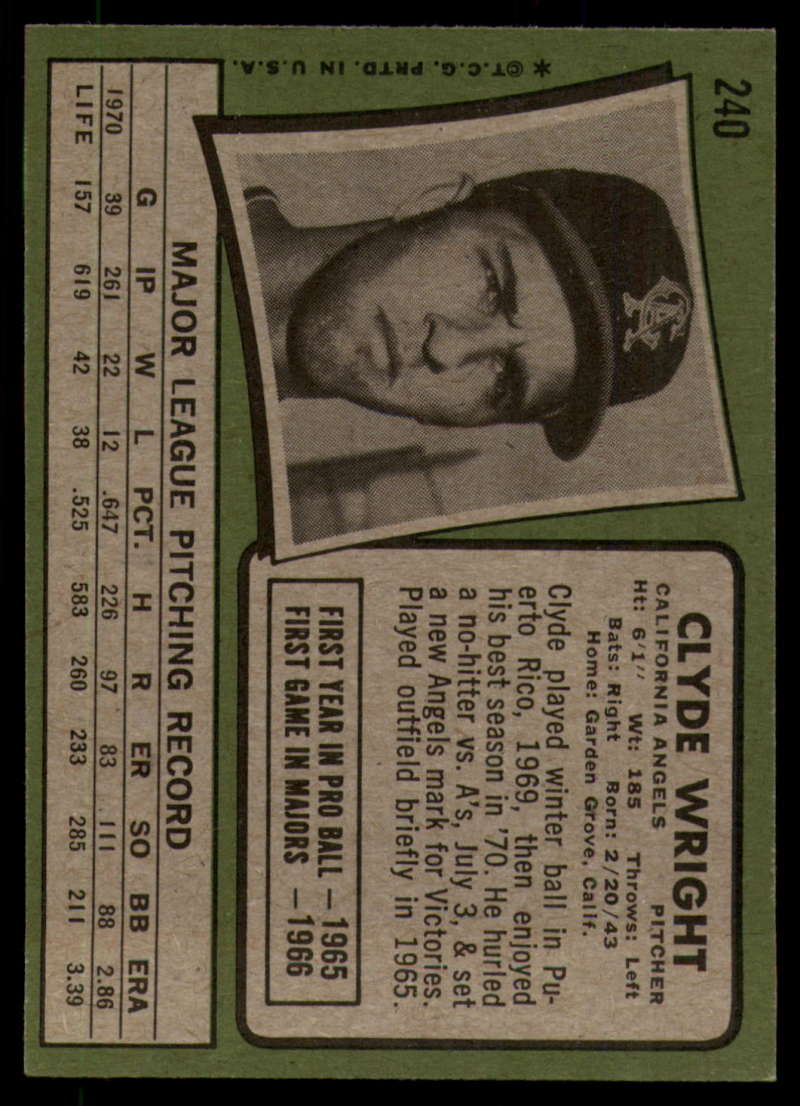 240
* ©T.C.G. PRTD. IN U.S.A.
CA
CLYDE WRIGHT
CALIFORNIA ANGELS PITCHER
Ht: 6'1" Wt: 185 Throws: Left
Bats: Right Born: 2/20/43
Home: Garden Grove, Calif.
Clyde played winter ball in Pu-
erto Rico, 1969, then enjoyed
his best season in '70. He hurled
a no-hitter vs. A's, July 3, & set
a new Angels mark for Victories.
Played outfield briefly in 1965.
FIRST YEAR IN PRO BALL – 1965
FIRST GAME IN MAJORS – 1966
MAJOR LEAGUE PITCHING RECORD
G IP W L PCT. H R ER SO BB ERA
1970 39 261 22 12 .647 226 97 83 111 88 2.86
LIFE 157 619 42 38 .525 583 260 233 285 211 3.39